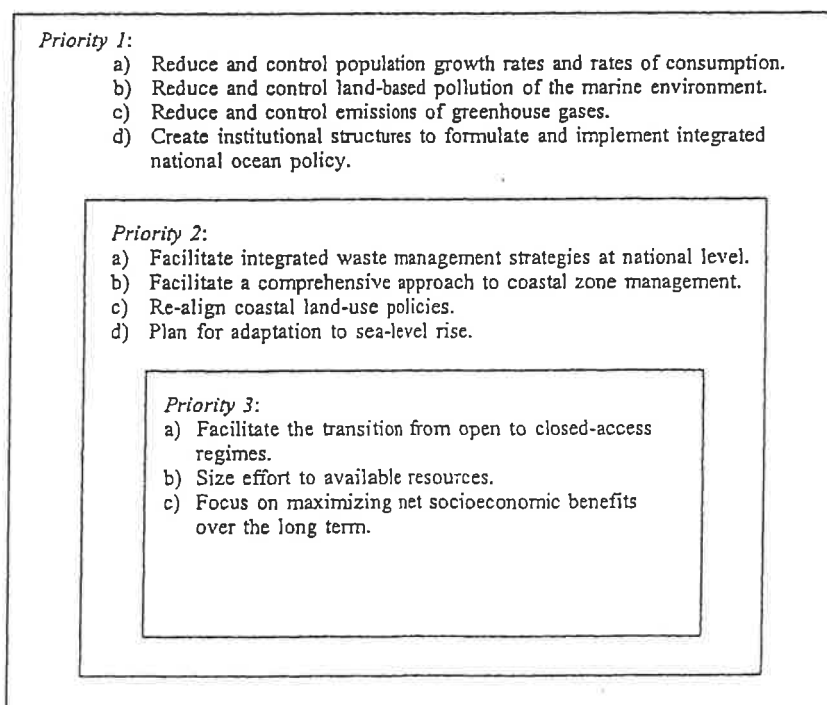 Priority 1:
a) Reduce and control population growth rates and rates of consumption.
b) Reduce and control land-based pollution of the marine environment.
c) Reduce and control emissions of greenhouse gases.
d) Create institutional structures to formulate and implement integrated
national ocean policy.
Priority 2:
a) Facilitate integrated waste management strategies at national level.
b) Facilitate a comprehensive approach to coastal zone management.
c) Re-align coastal land-use policies.
d) Plan for adaptation to sea-level rise.
Priority 3:
a) Facilitate the transition from open to closed-access
regimes.
b) Size effort to available resources.
c) Focus on maximizing net socioeconomic benefits
over the long term.